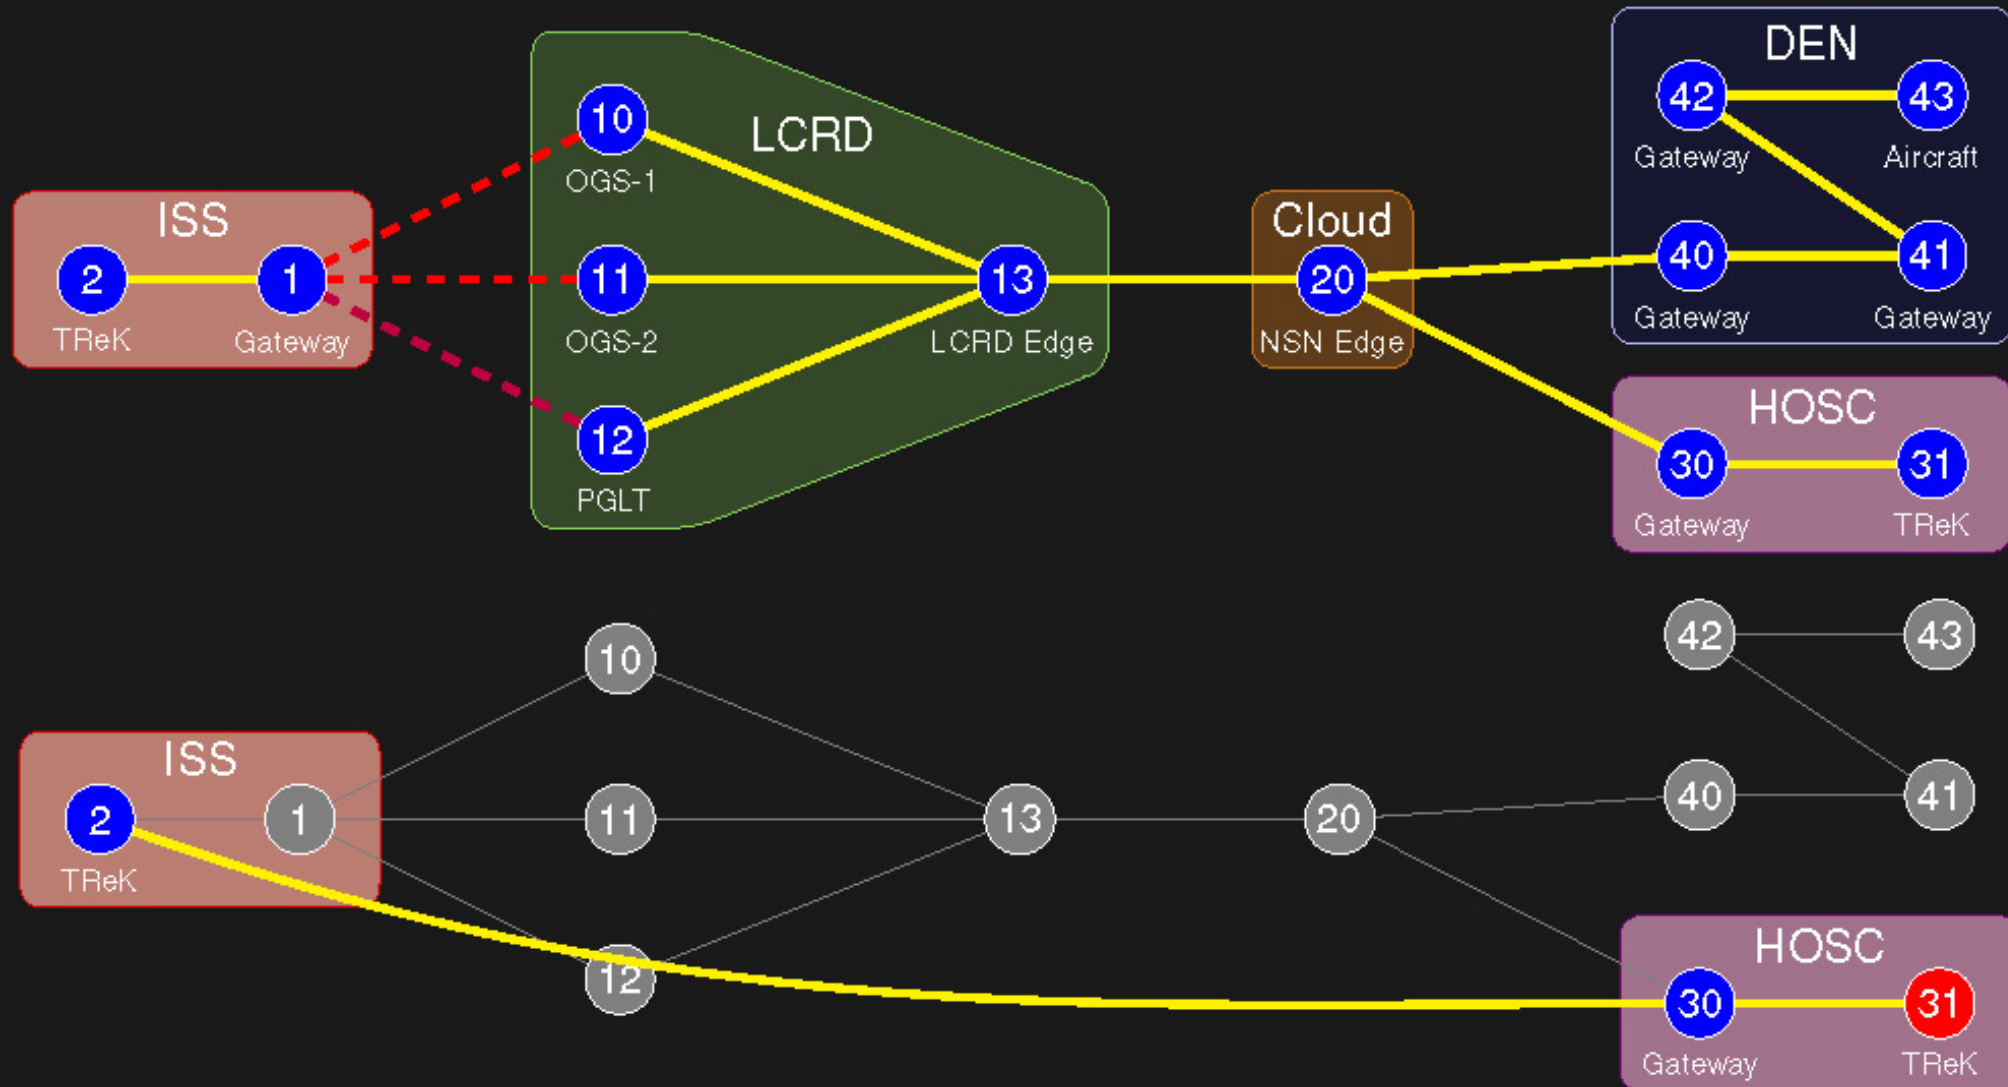 DEN
42
43
10
LCRD
Gateway
Aircraft
OGS-1
ISS
Cloud
2
1
11
13
20
40
41
TReK
Gateway
OGS-2
LCRD Edge
NSN Edge
Gateway
Gateway
HOSC
12
30
31
PGLT
Gateway
TReK
42
43
10
ISS
2
1
11
13
20
40
41
TReK
HOSC
12
30
31
Gateway
TReK